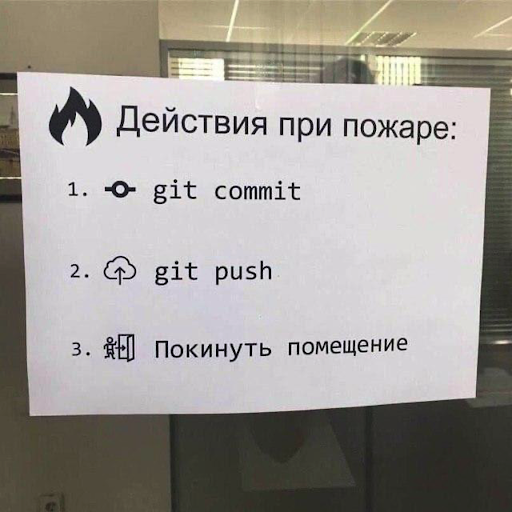 Действия при пожаре:
1. git commit
2. git push
3. Покинуть помещение